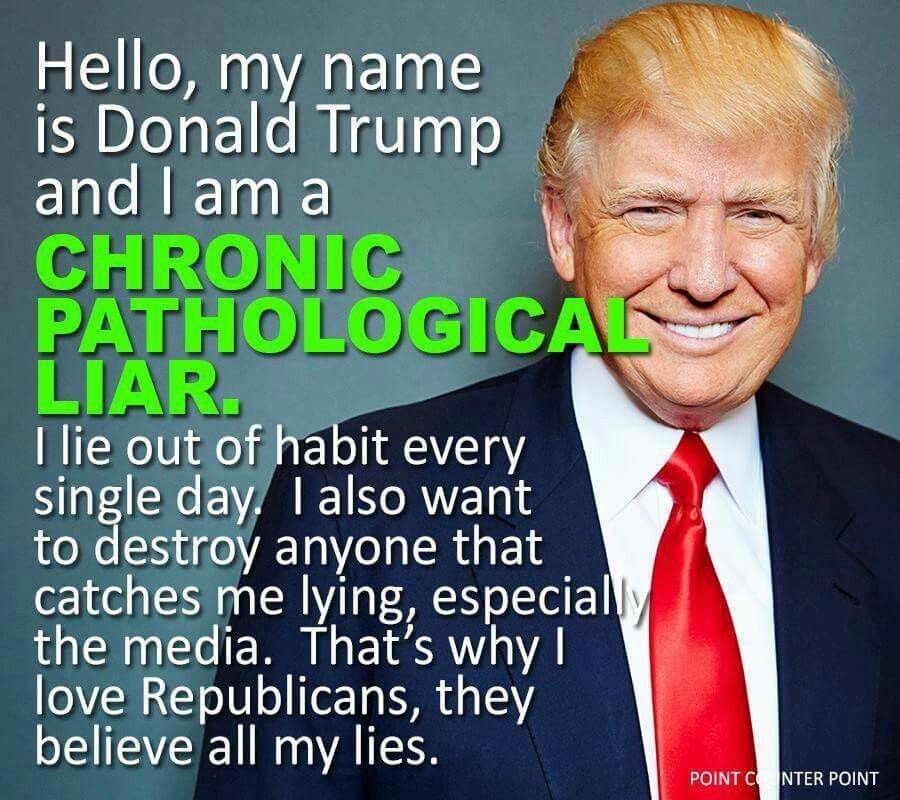 Hello, my name
is Donald Trump
and I am a
CHRONIC
PATHOLOGICAL
LIAR.
I lie out of habit every
single day.  I also want
to destroy anyone that
catches me lying, especially
the media.  That's why I
love Republicans, they
believe all my lies.
POINT COUNTER POINT